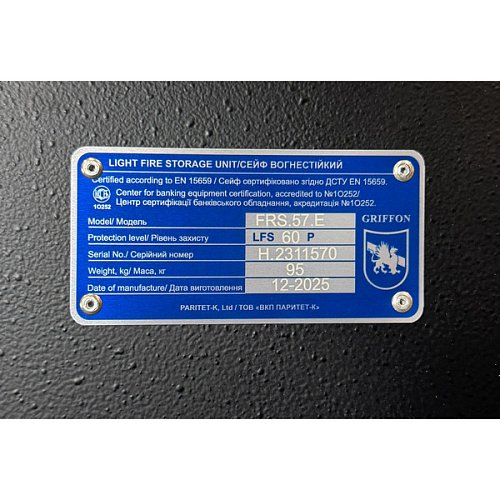 LIGHT FIRE STORAGE UNIT/СЕЙФ ВОГНЕСТІЙКИЙ
Certified according to EN 15659 / Сейф сертифіковано згідно ДСТУ EN 15659.
Center for banking equipment certification, accredited to №1О252/
Центр сертифікації банківського обладнання, акредитація №1О252.
1О252
Model/ Модель FRS.57.E
GRIFFON
Protection level/ Рівень захисту LFS 60 P
Serial No./ Серійний номер H.2311570
Weight, kg/ Маса, кг 95
Date of manufacture/ Дата виготовлення 12-2025
PARITET-K, Ltd / ТОВ «ВКП ПАРИТЕТ-К»